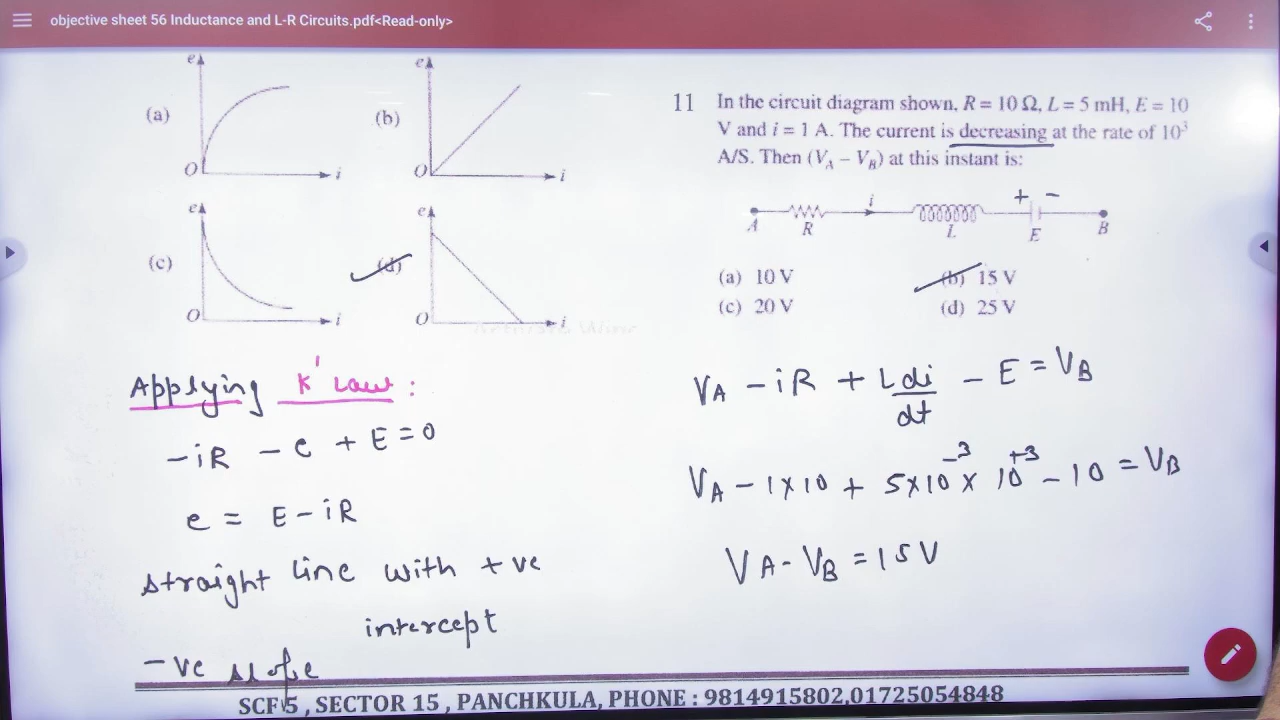 objective sheet 56 Inductance and L-R Circuits.pdf<Read-only>
(a)
e
O
i
(b)
e
O
i
(c)
e
O
i
(d)
e
O
i
Applying K' Law :
-iR - e + E = 0
e = E - iR
straight line with +ve
intercept
-ve slope
11 In the circuit diagram shown, R = 10 Ω, L = 5 mH, E = 10
V and i = 1 A. The current is decreasing at the rate of 10³
A/S. Then (V_A – V_B) at this instant is:
+ -
i
A R L E B
(a) 10 V (b) 15 V
(c) 20 V (d) 25 V
V_A - iR + L di/dt - E = V_B
V_A - 1 × 10 + 5 × 10⁻³ × 10⁺³ - 10 = V_B
V_A - V_B = 15 V
SCF 5 , SECTOR 15 , PANCHKULA, PHONE : 9814915802,01725054848